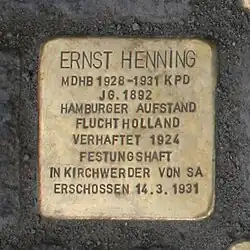 ERNST HENNING
MDHB 1928-1931 KPD
JG. 1892
HAMBURGER AUFSTAND
FLUCHT HOLLAND
VERHAFTET 1924
FESTUNGSHAFT
IN KIRCHWERDER VON SA
ERSCHOSSEN 14.3.1931